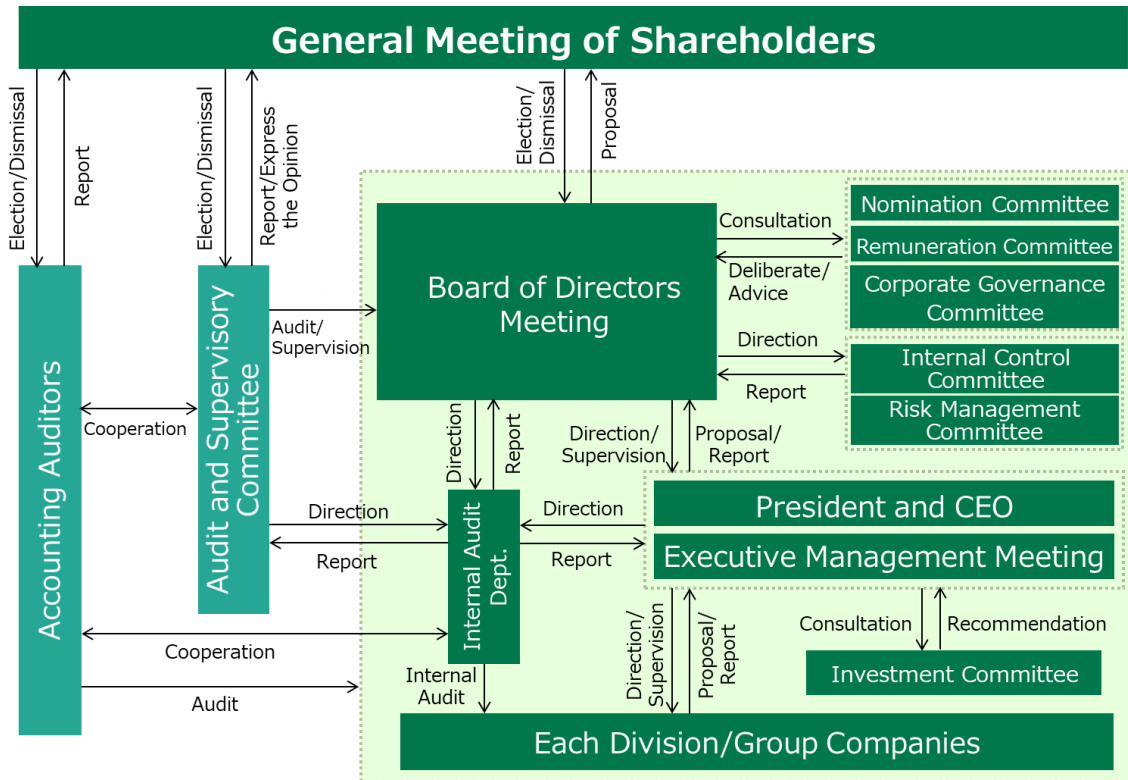 General Meeting of Shareholders
Election/Dismissal
Report
Election/Dismissal
Report/Express
the Opinion
Election/
Dismissal
Proposal
Nomination Committee
Remuneration Committee
Corporate Governance
Committee
Consultation
Deliberate/
Advice
Board of Directors
Meeting
Audit/
Supervision
Direction
Report
Internal Control
Committee
Risk Management
Committee
Accounting Auditors
Cooperation
Audit and Supervisory
Committee
Direction
Report
Direction/
Supervision
Proposal/
Report
President and CEO
Executive Management Meeting
Direction
Report
Internal Audit
Dept.
Direction
Report
Cooperation
Audit
Internal
Audit
Direction/
Supervision
Proposal/
Report
Consultation
Recommendation
Investment Committee
Each Division/Group Companies